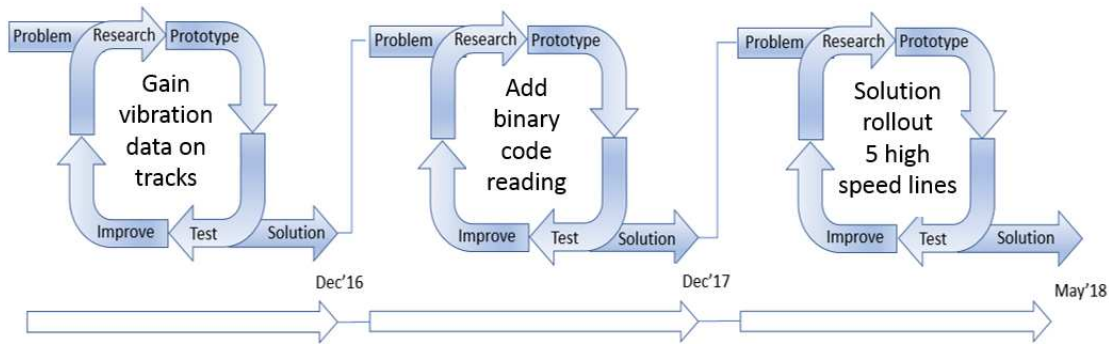 Problem
Research
Prototype
Gain
vibration
data on
tracks
Improve
Test
Solution
Dec’16
Problem
Research
Prototype
Add
binary
code
reading
Improve
Test
Solution
Dec’17
Problem
Research
Prototype
Solution
rollout
5 high
speed lines
Improve
Test
Solution
May’18